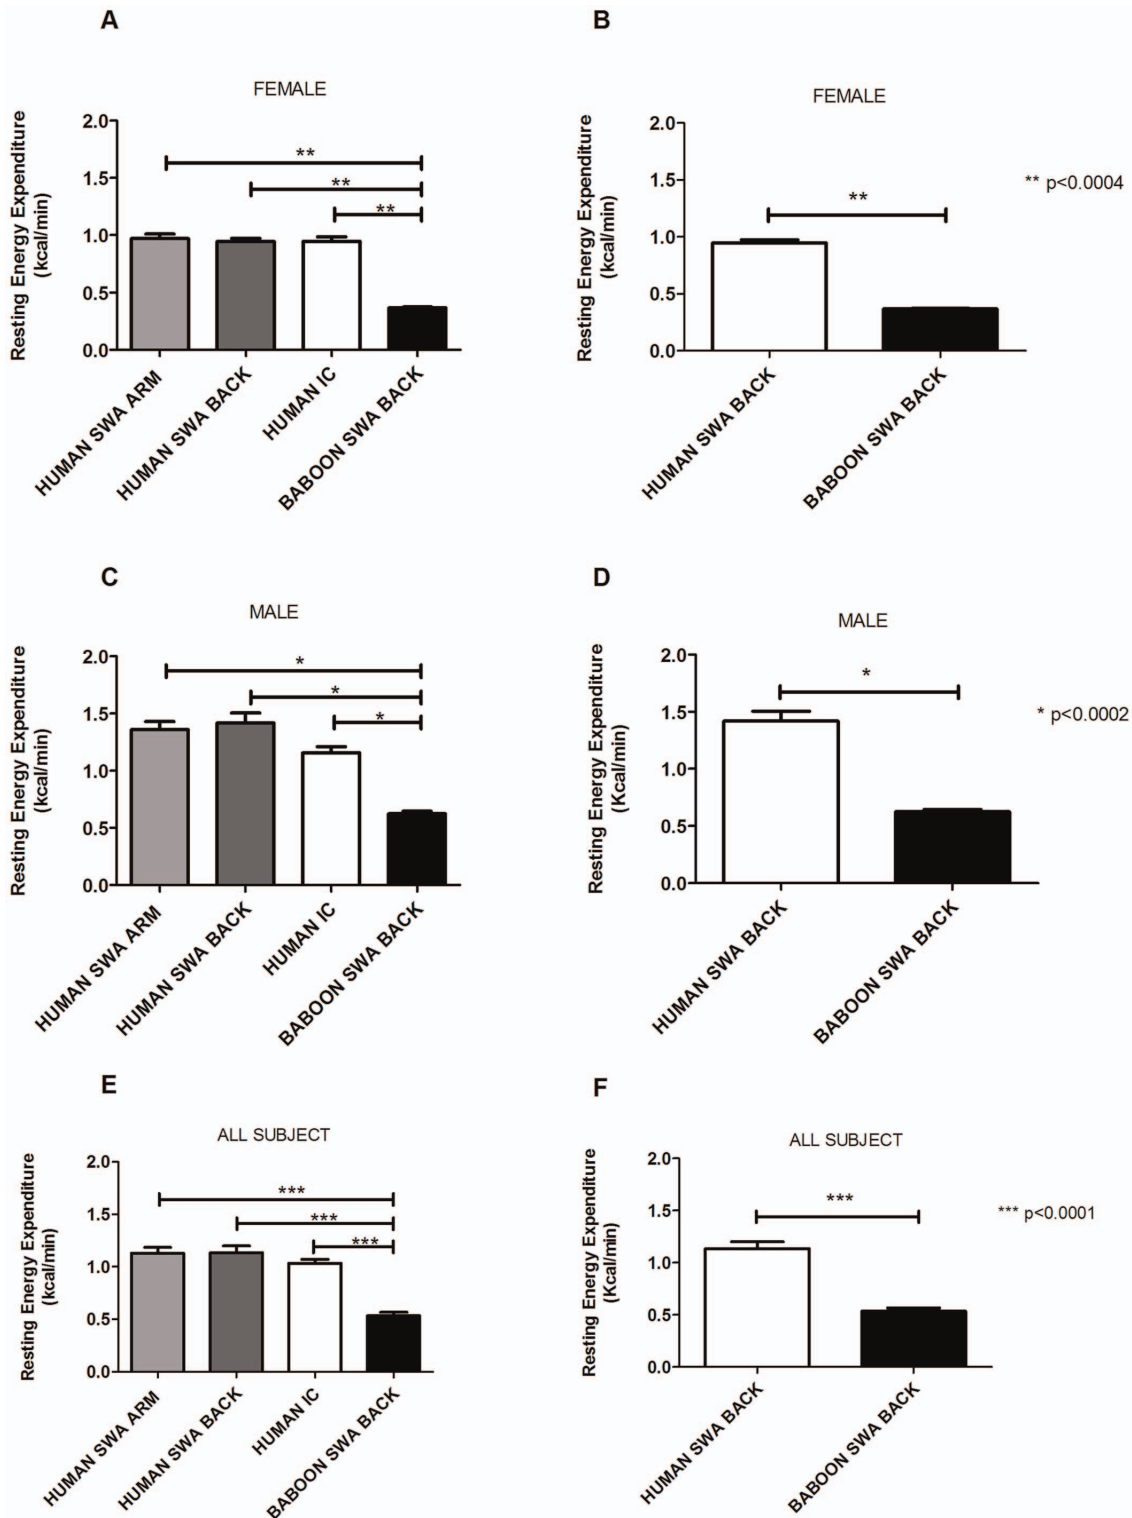 A
FEMALE
Resting Energy Expenditure
(kcal/min)
2.0
1.5
1.0
0.5
0.0
**
**
**
HUMAN SWA ARM
HUMAN SWA BACK
HUMAN IC
BABOON SWA BACK
B
FEMALE
Resting Energy Expenditure
(kcal/min)
2.0
1.5
1.0
0.5
0.0
**
** p<0.0004
HUMAN SWA BACK
BABOON SWA BACK
C
MALE
Resting Energy Expenditure
(kcal/min)
2.0
1.5
1.0
0.5
0.0
*
*
*
HUMAN SWA ARM
HUMAN SWA BACK
HUMAN IC
BABOON SWA BACK
D
MALE
Resting Energy Expenditure
(Kcal/min)
2.0
1.5
1.0
0.5
0.0
*
* p<0.0002
HUMAN SWA BACK
BABOON SWA BACK
E
ALL SUBJECT
Resting Energy Expenditure
(kcal/min)
2.0
1.5
1.0
0.5
0.0
***
***
***
HUMAN SWA ARM
HUMAN SWA BACK
HUMAN IC
BABOON SWA BACK
F
ALL SUBJECT
Resting Energy Expenditure
(Kcal/min)
2.0
1.5
1.0
0.5
0.0
***
*** p<0.0001
HUMAN SWA BACK
BABOON SWA BACK